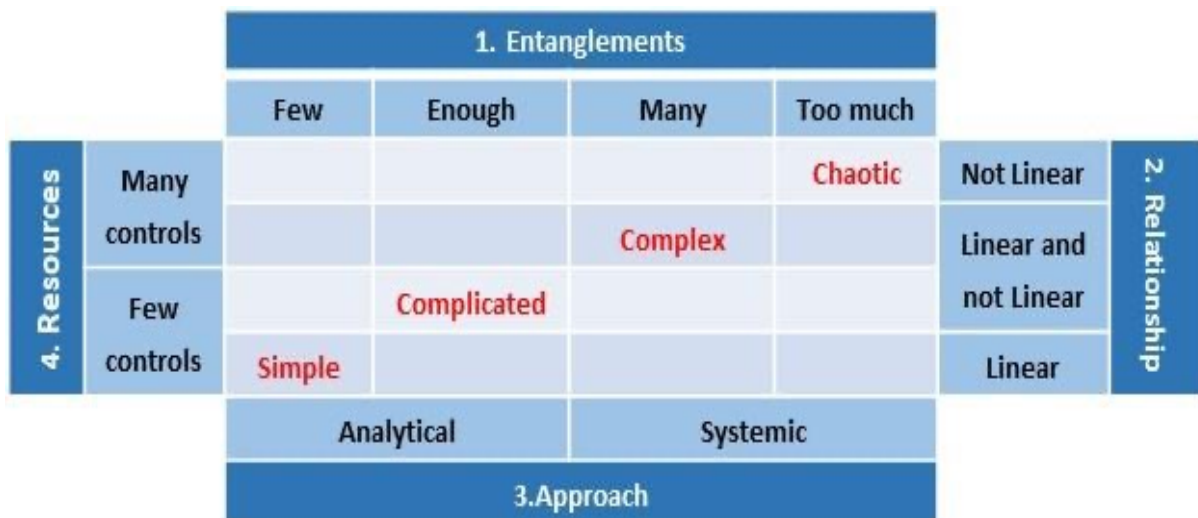 1. Entanglements
Few Enough Many Too much
4. Resources
Many
controls
Chaotic
Not Linear
2. Relationship
Complex
Linear and
not Linear
Few
controls
Complicated
Simple
Linear
Analytical Systemic
3.Approach